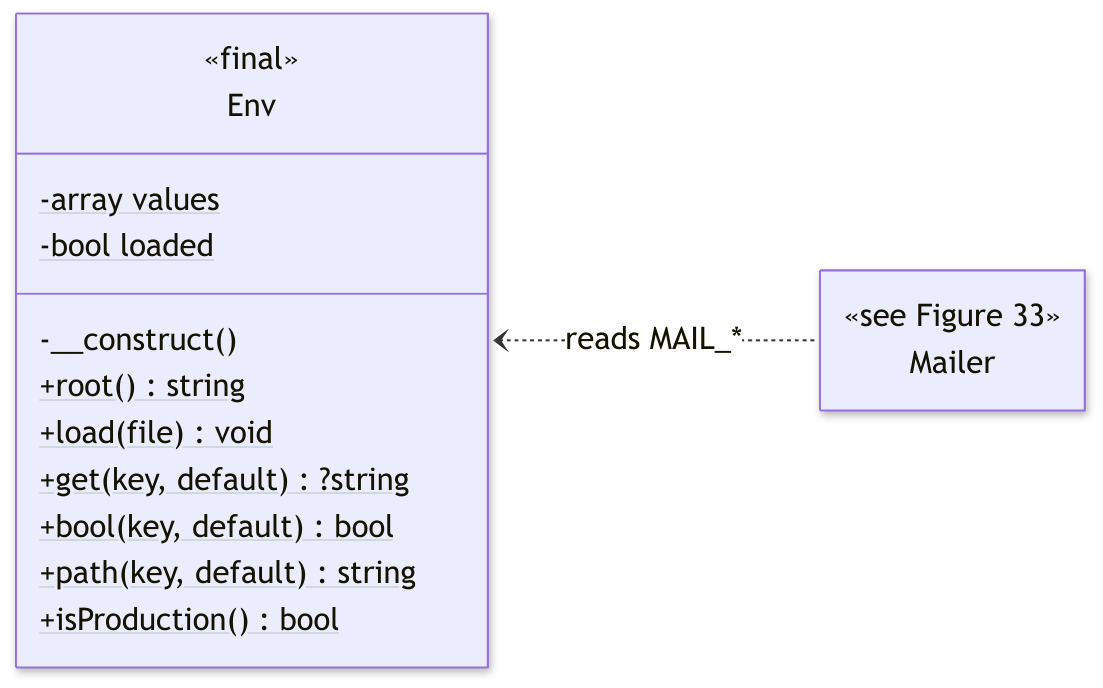 «final»
Env
-array values
-bool loaded
-__construct()
+root() : string
+load(file) : void
+get(key, default) : ?string
+bool(key, default) : bool
+path(key, default) : string
+isProduction() : bool
reads MAIL_*
«see Figure 33»
Mailer